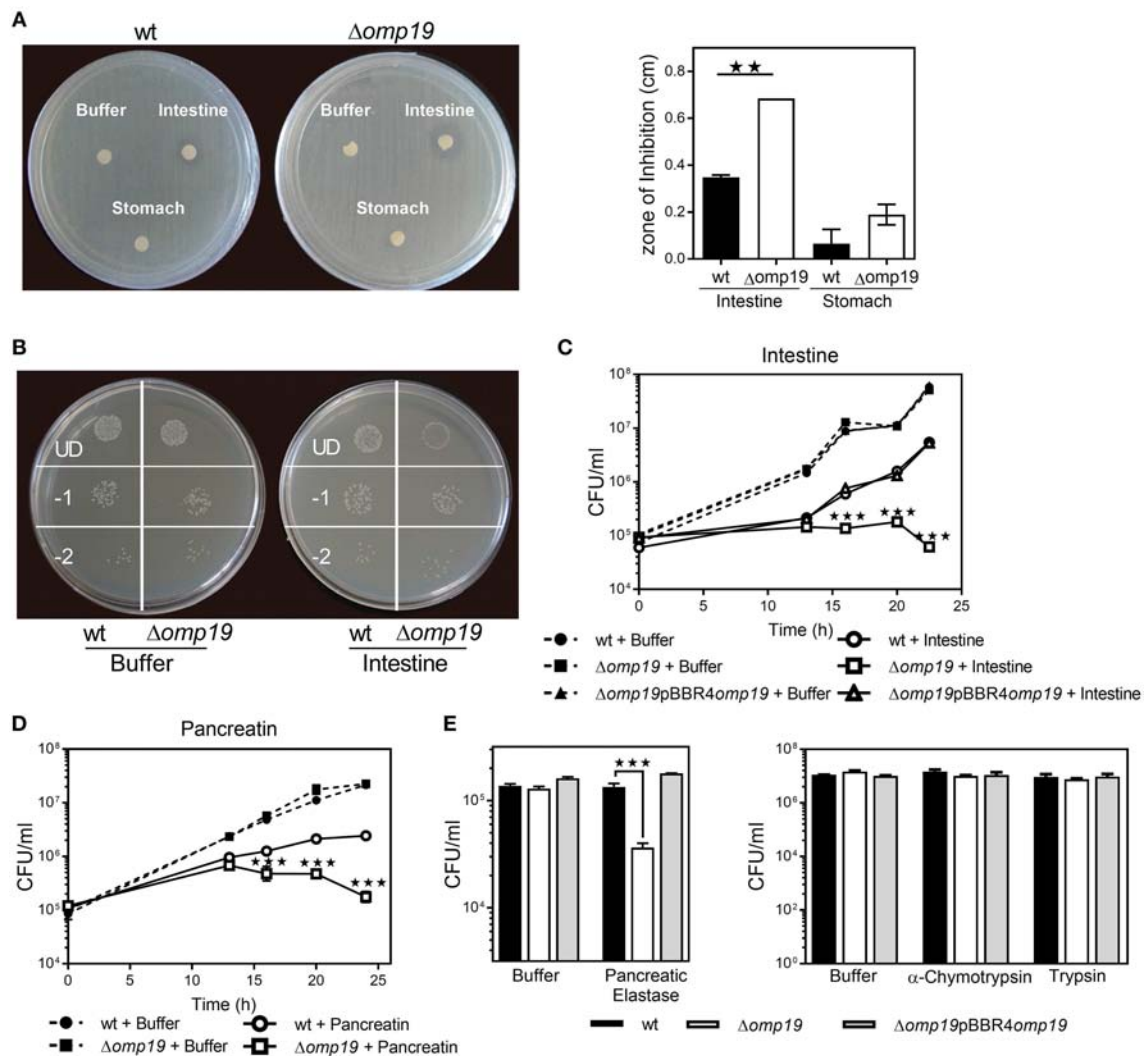 A
wt
Δomp19
Buffer
Intestine
Stomach
Buffer
Intestine
Stomach
zone of Inhibition (cm)
0.8
0.6
0.4
0.2
0.0
★★
wt
Δomp19
wt
Δomp19
Intestine
Stomach
B
UD
-1
-2
wt
Δomp19
Buffer
wt
Δomp19
Intestine
C
Intestine
CFU/ml
10⁸
10⁷
10⁶
10⁵
10⁴
★★★
★★★
★★★
0 5 10 15 20 25
Time (h)
wt + Buffer
Δomp19 + Buffer
Δomp19pBBR4omp19 + Buffer
wt + Intestine
Δomp19 + Intestine
Δomp19pBBR4omp19 + Intestine
D
Pancreatin
CFU/ml
10⁸
10⁷
10⁶
10⁵
10⁴
★★★
★★★
★★★
0 5 10 15 20 25
Time (h)
wt + Buffer
Δomp19 + Buffer
wt + Pancreatin
Δomp19 + Pancreatin
E
CFU/ml
10⁵
10⁴
★★★
Buffer
Pancreatic
Elastase
CFU/ml
10⁸
10⁶
10⁴
10²
10⁰
Buffer
α-Chymotrypsin
Trypsin
wt
Δomp19
Δomp19pBBR4omp19